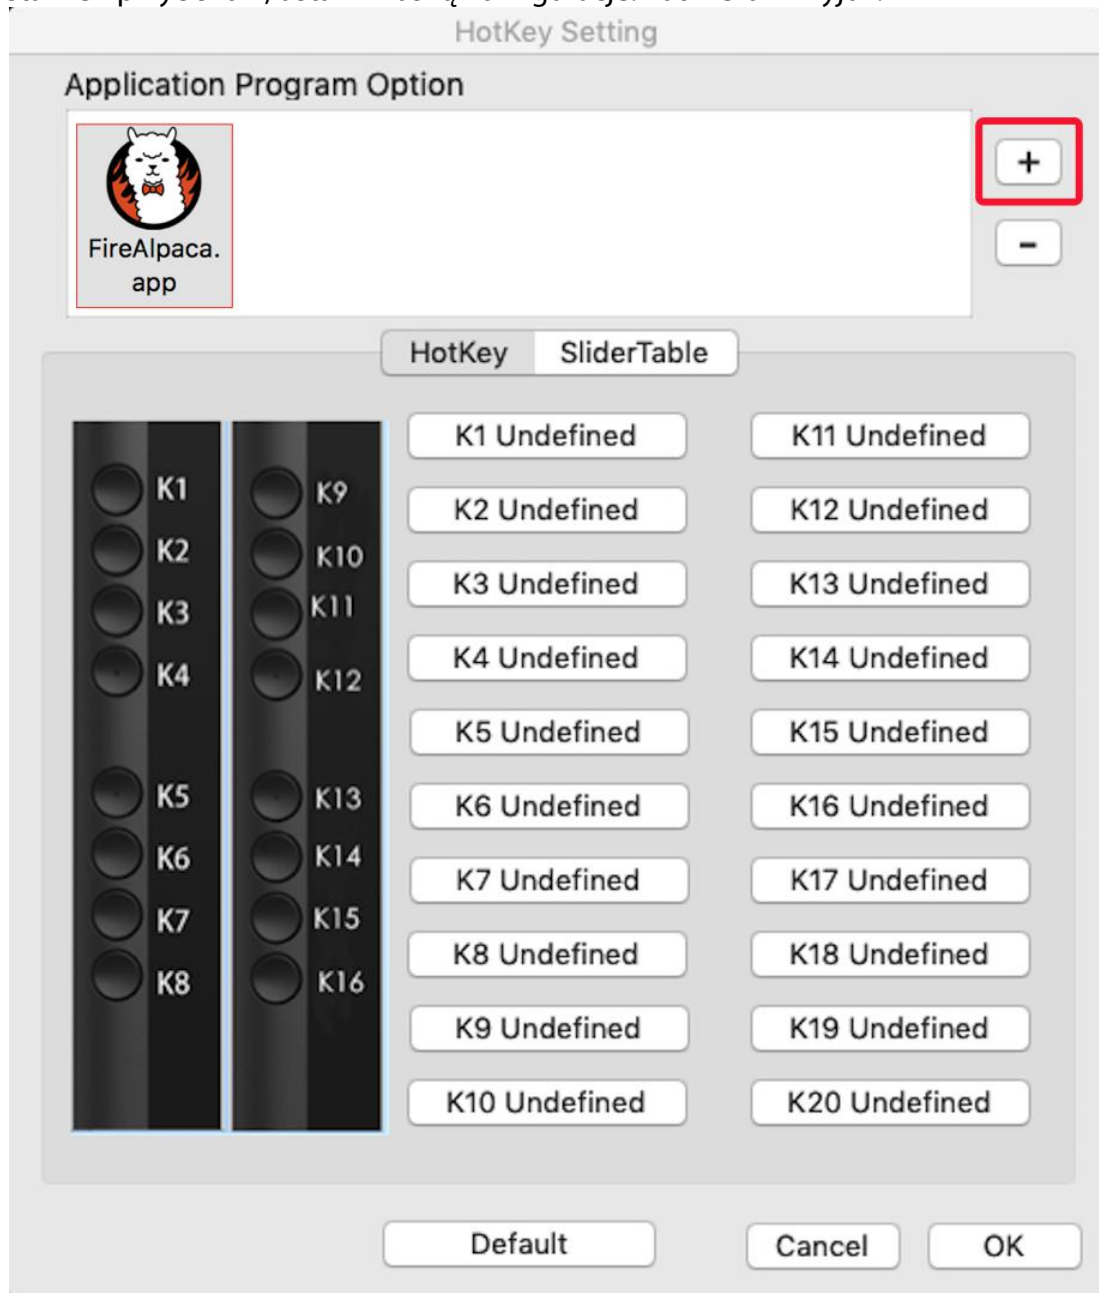 HotKey Setting
Application Program Option
FireAlpaca.
app
+
-
HotKey SliderTable
K1
K2
K3
K4
K5
K6
K7
K8
K9
K10
K11
K12
K13
K14
K15
K16
K1 Undefined
K2 Undefined
K3 Undefined
K4 Undefined
K5 Undefined
K6 Undefined
K7 Undefined
K8 Undefined
K9 Undefined
K10 Undefined
K11 Undefined
K12 Undefined
K13 Undefined
K14 Undefined
K15 Undefined
K16 Undefined
K17 Undefined
K18 Undefined
K19 Undefined
K20 Undefined
Default Cancel OK